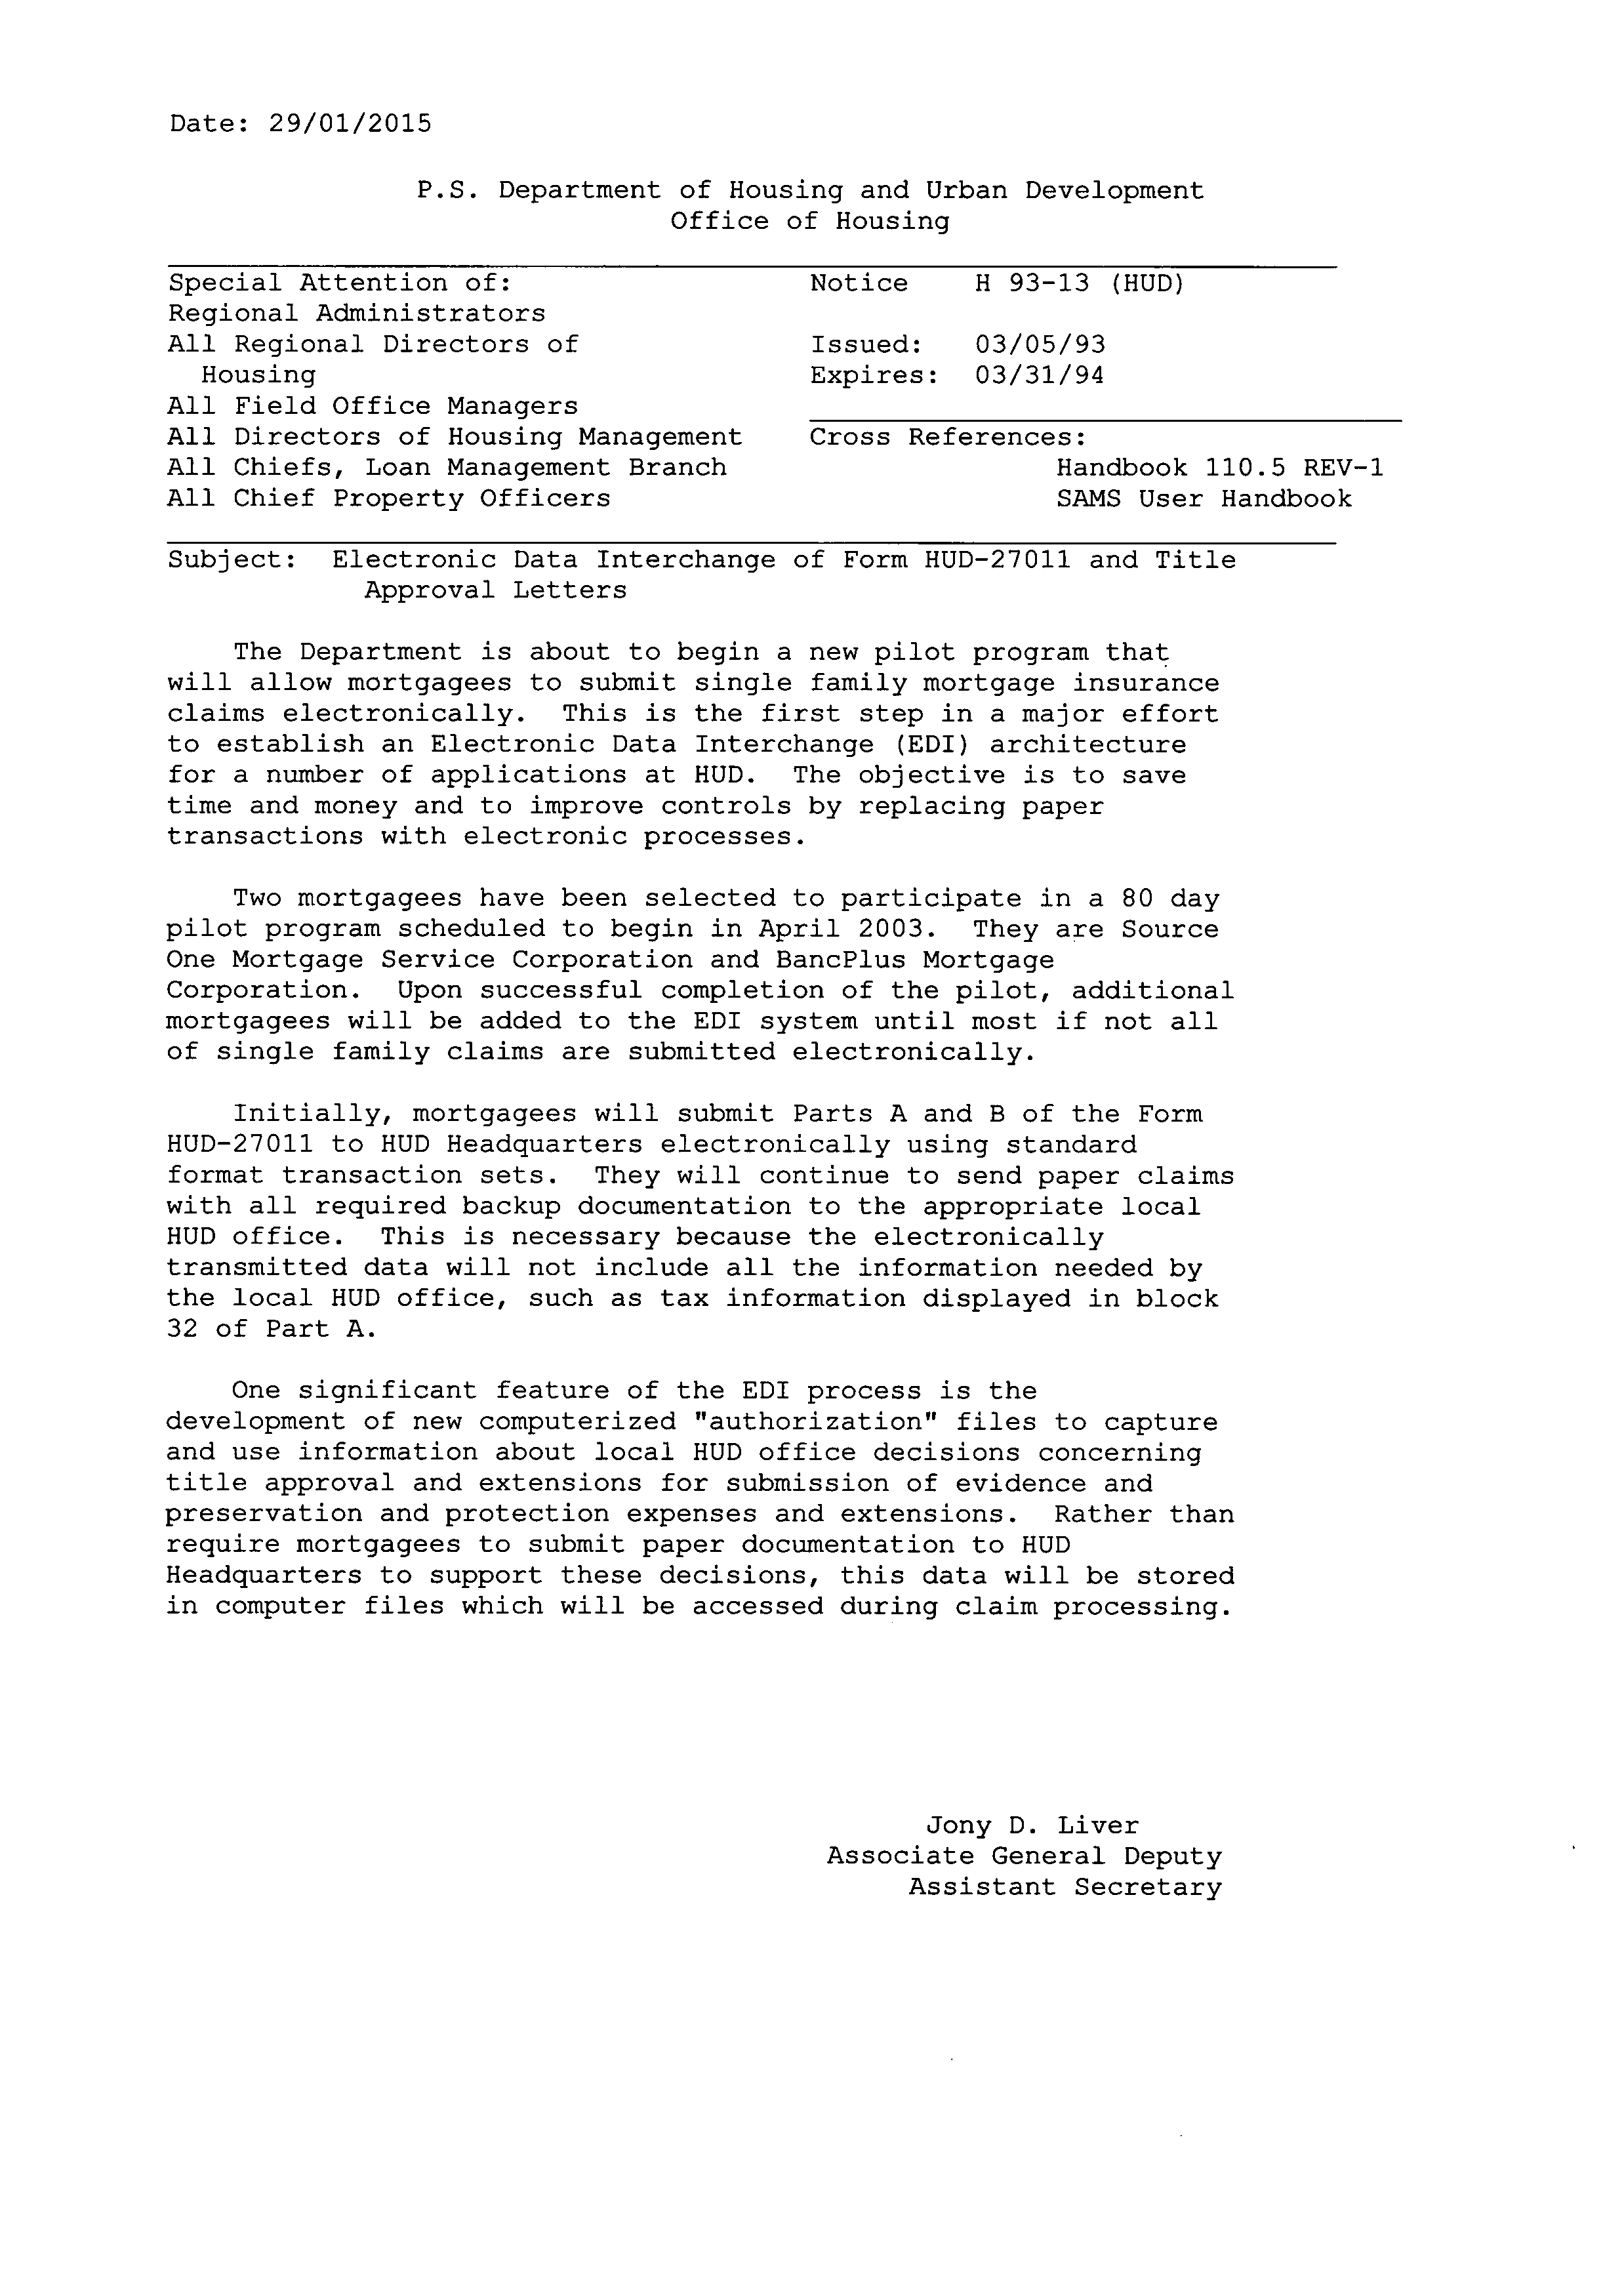 Date: 29/01/2015
P.S. Department of Housing and Urban Development
Office of Housing
Special Attention of:
Regional Administrators
All Regional Directors of
Housing
All Field Office Managers
All Directors of Housing Management
All Chiefs, Loan Management Branch
All Chief Property Officers
Notice H 93-13 (HUD)
Issued: 03/05/93
Expires: 03/31/94
Cross References:
Handbook 110.5 REV-1
SAMS User Handbook
Subject: Electronic Data Interchange of Form HUD-27011 and Title
Approval Letters
The Department is about to begin a new pilot program that
will allow mortgagees to submit single family mortgage insurance
claims electronically. This is the first step in a major effort
to establish an Electronic Data Interchange (EDI) architecture
for a number of applications at HUD. The objective is to save
time and money and to improve controls by replacing paper
transactions with electronic processes.
Two mortgagees have been selected to participate in a 80 day
pilot program scheduled to begin in April 2003. They are Source
One Mortgage Service Corporation and BancPlus Mortgage
Corporation. Upon successful completion of the pilot, additional
mortgagees will be added to the EDI system until most if not all
of single family claims are submitted electronically.
Initially, mortgagees will submit Parts A and B of the Form
HUD-27011 to HUD Headquarters electronically using standard
format transaction sets. They will continue to send paper claims
with all required backup documentation to the appropriate local
HUD office. This is necessary because the electronically
transmitted data will not include all the information needed by
the local HUD office, such as tax information displayed in block
32 of Part A.
One significant feature of the EDI process is the
development of new computerized "authorization" files to capture
and use information about local HUD office decisions concerning
title approval and extensions for submission of evidence and
preservation and protection expenses and extensions. Rather than
require mortgagees to submit paper documentation to HUD
Headquarters to support these decisions, this data will be stored
in computer files which will be accessed during claim processing.
Jony D. Liver
Associate General Deputy
Assistant Secretary